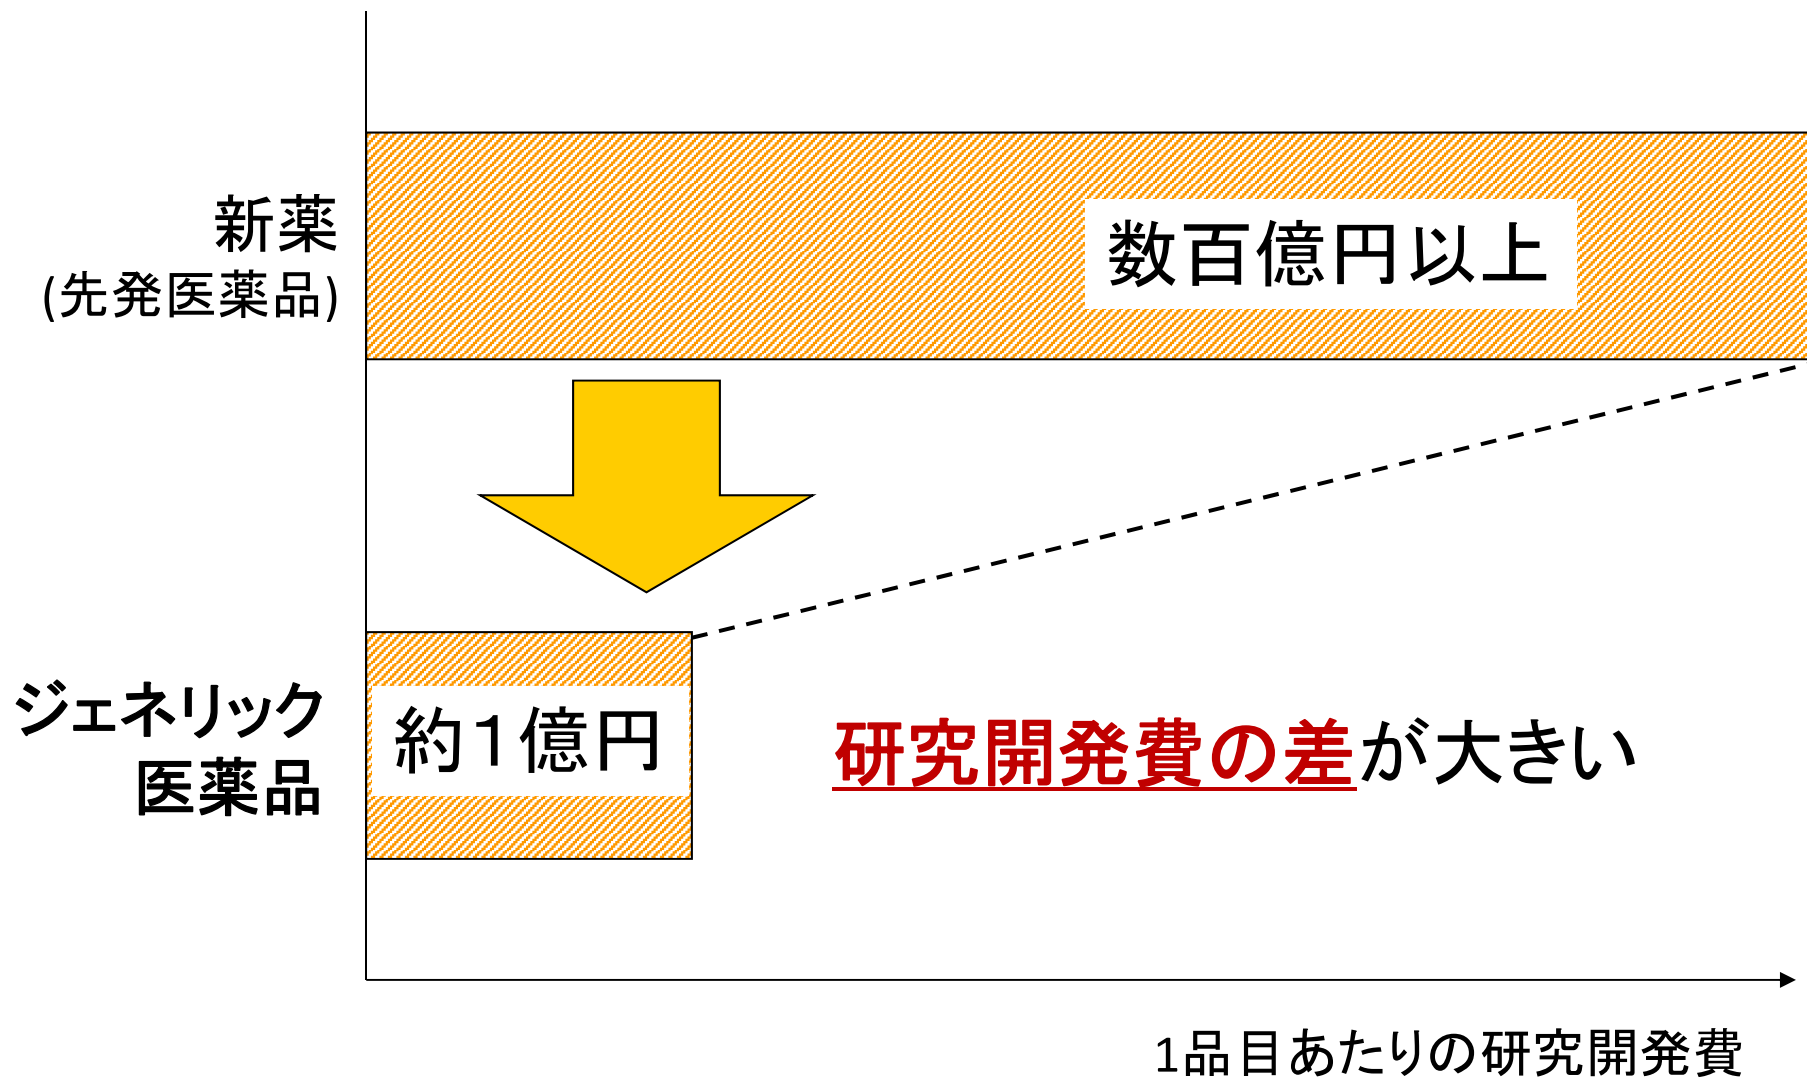 新薬
(先発医薬品)
数百億円以上
ジェネリック
医薬品
約１億円
研究開発費の差が大きい
1品目あたりの研究開発費